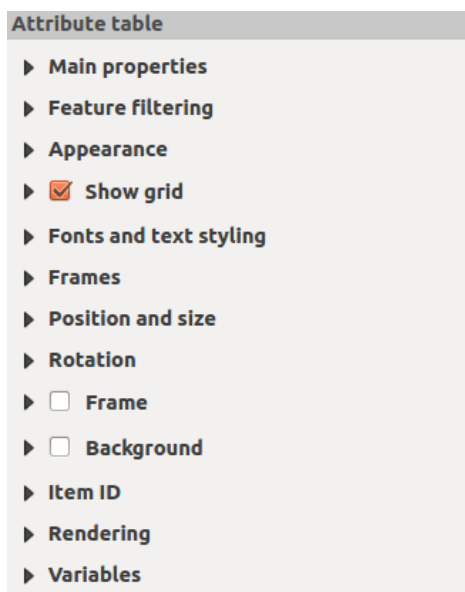 Attribute table
Main properties
Feature filtering
Appearance
Show grid
Fonts and text styling
Frames
Position and size
Rotation
Frame
Background
Item ID
Rendering
Variables